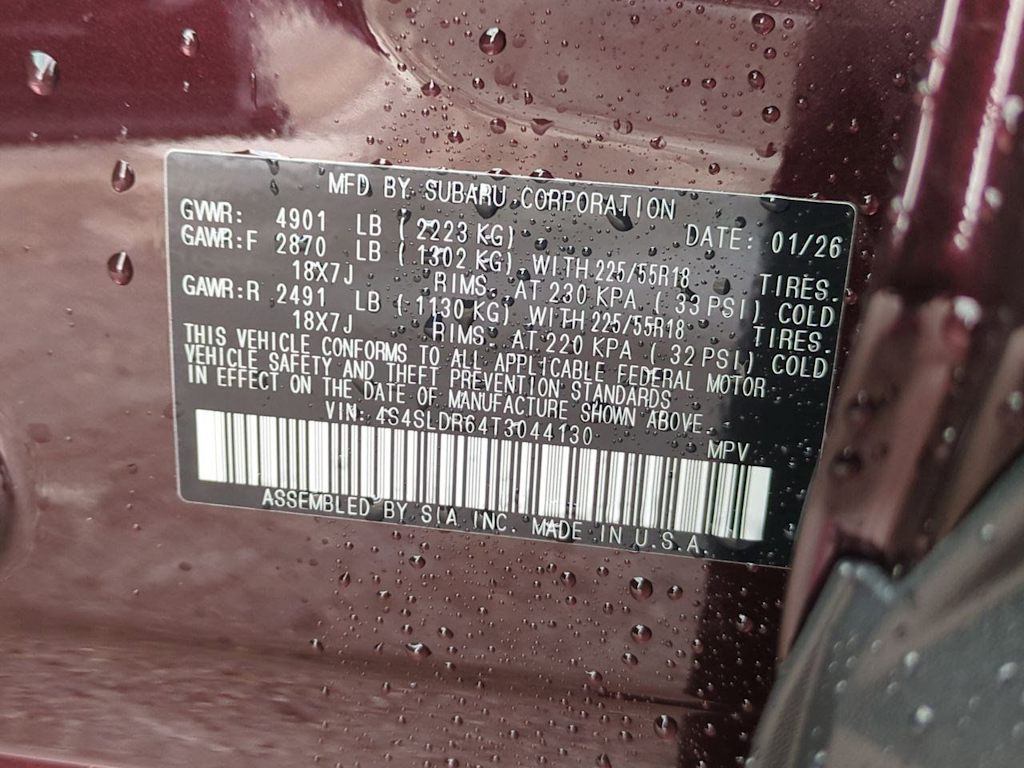 MFD BY SUBARU CORPORATION
GVWR: 4901 LB ( 2223 KG) DATE: 01/26
GAWR:F 2870 LB ( 1302 KG) WITH 225/55R18 TIRES.
18X7J RIMS. AT 230 KPA ( 33 PSI) COLD
GAWR:R 2491 LB ( 1130 KG) WITH 225/55R18 TIRES.
18X7J RIMS. AT 220 KPA ( 32 PSI) COLD
THIS VEHICLE CONFORMS TO ALL APPLICABLE FEDERAL MOTOR
VEHICLE SAFETY AND THEFT PREVENTION STANDARDS
IN EFFECT ON THE DATE OF MANUFACTURE SHOWN ABOVE.
VIN: 4S4SLDR64T3044130 MPV
ASSEMBLED BY SIA INC. MADE IN U.S.A.